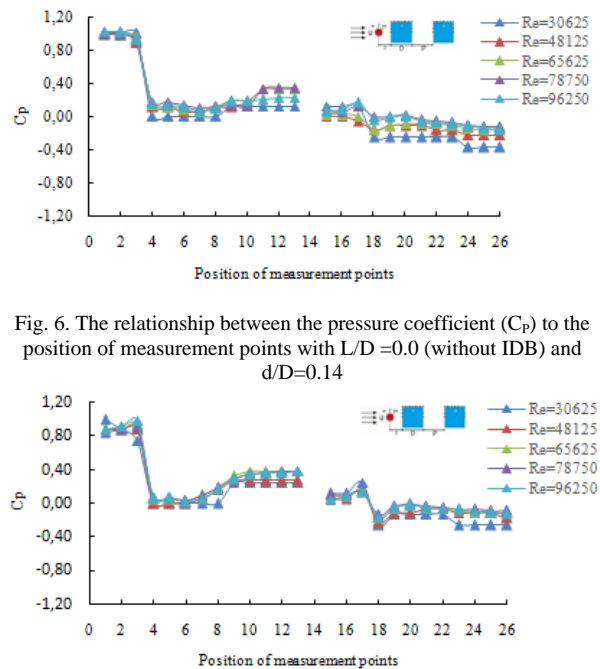 1,20
0,80
0,40
0,00
-0,40
-0,80
-1,20
Cp
0 2 4 6 8 10 12 14 16 18 20 22 24 26
Position of measurement points
Re=30625
Re=48125
Re=65625
Re=78750
Re=96250
Fig. 6. The relationship between the pressure coefficient (CP) to the
position of measurement points with L/D =0.0 (without IDB) and
d/D=0.14
1,20
0,80
0,40
0,00
-0,40
-0,80
-1,20
Cp
0 2 4 6 8 10 12 14 16 18 20 22 24 26
Position of measurement points
Re=30625
Re=48125
Re=65625
Re=78750
Re=96250